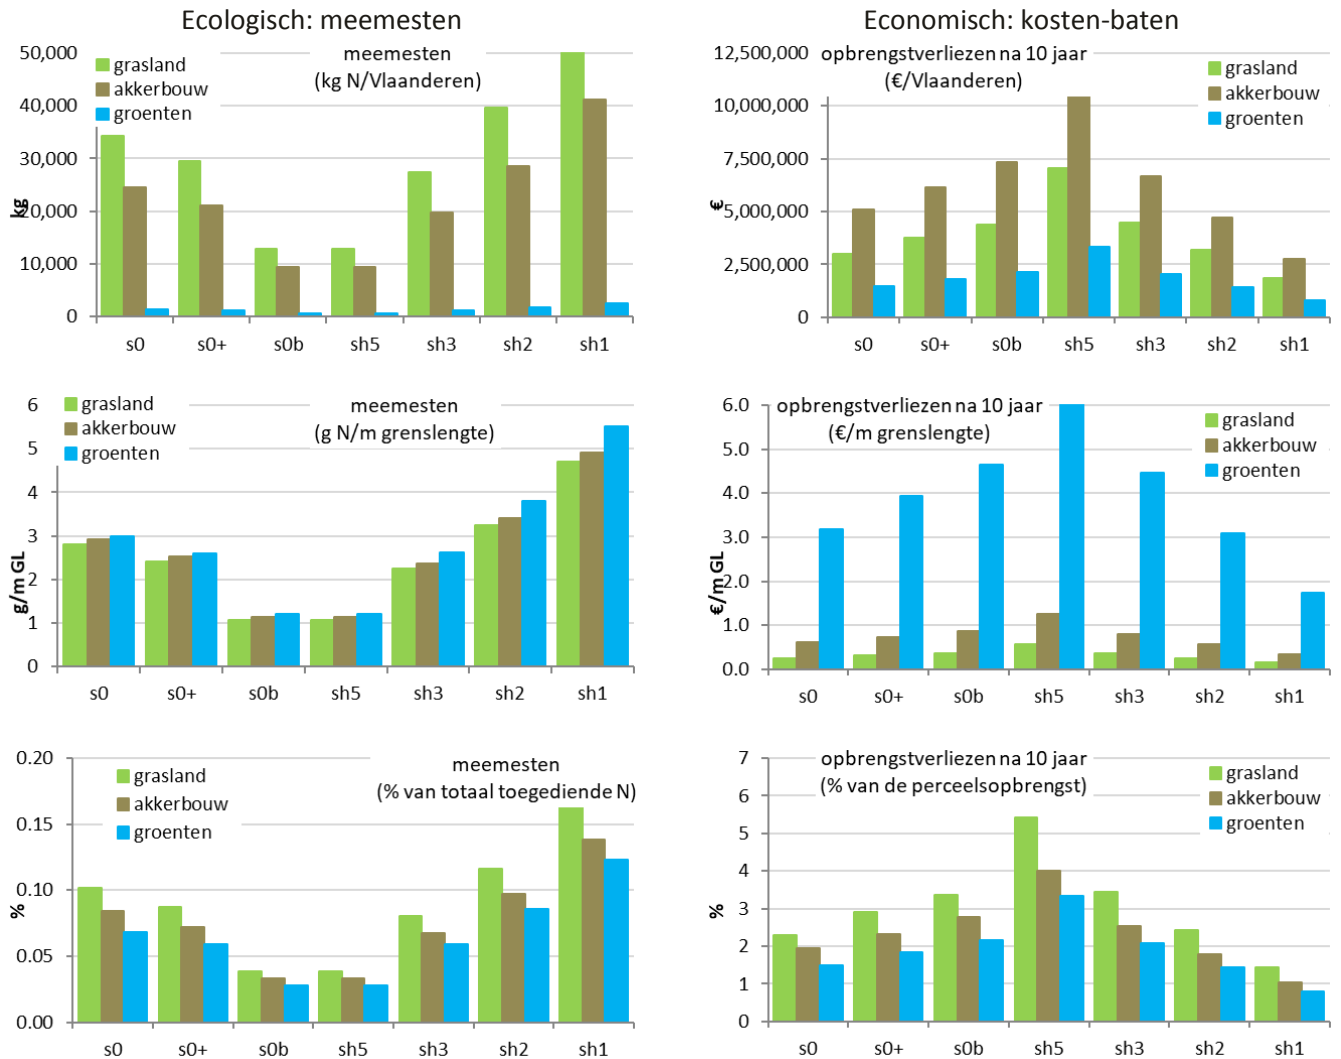 Ecologisch: meemesten
meemesten
(kg N/Vlaanderen)
grasland
akkerbouw
groenten
50,000
40,000
30,000
20,000
10,000
0
kg
s0 s0+ s0b sh5 sh3 sh2 sh1
Economisch: kosten-baten
opbrengstverliezen na 10 jaar
(€/Vlaanderen)
grasland
akkerbouw
groenten
12,500,000
10,000,000
7,500,000
5,000,000
2,500,000
0
€
s0 s0+ s0b sh5 sh3 sh2 sh1
meemesten
(g N/m grenslengte)
grasland
akkerbouw
groenten
6
5
4
3
2
1
0
g/m GL
s0 s0+ s0b sh5 sh3 sh2 sh1
opbrengstverliezen na 10 jaar
(€/m grenslengte)
grasland
akkerbouw
groenten
6.0
5.0
4.0
3.0
2.0
1.0
0.0
€/m GL
s0 s0+ s0b sh5 sh3 sh2 sh1
meemesten
(% van totaal toegediende N)
grasland
akkerbouw
groenten
0.20
0.15
0.10
0.05
0.00
%
s0 s0+ s0b sh5 sh3 sh2 sh1
opbrengstverliezen na 10 jaar
(% van de perceelsopbrengst)
grasland
akkerbouw
groenten
7
6
5
4
3
2
1
0
%
s0 s0+ s0b sh5 sh3 sh2 sh1